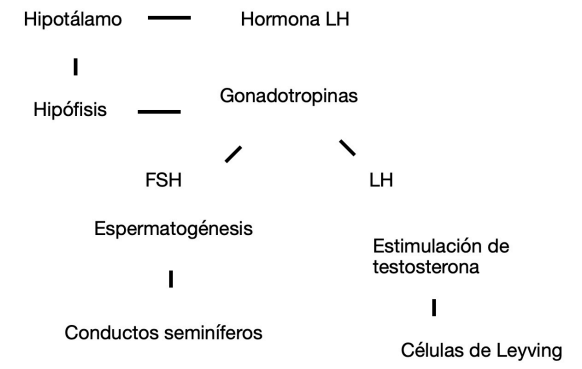 Hipotálamo
Hormona LH
Hipófisis
Gonadotropinas
FSH
LH
Espermatogénesis
Estimulación de
testosterona
Conductos seminíferos
Células de Leyving